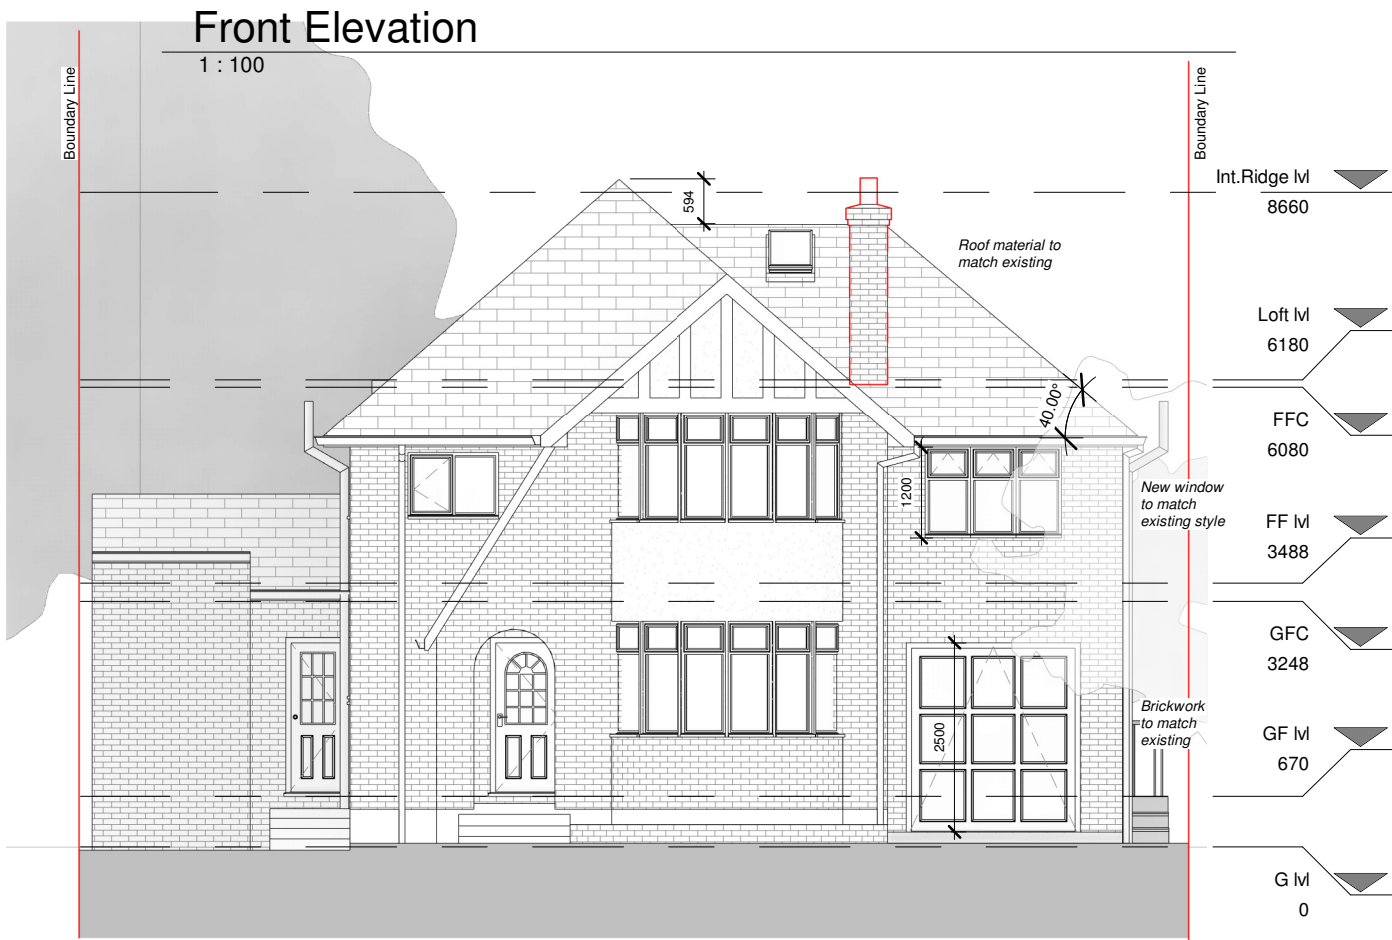 Front Elevation
1 : 100
Boundary Line
Boundary Line
Int.Ridge lvl
8660
594
Roof material to
match existing
Loft lvl
6180
40.00°
FFC
6080
1200
New window
to match
existing style
FF lvl
3488
GFC
3248
Brickwork
to match
existing
2500
GF lvl
670
G lvl
0